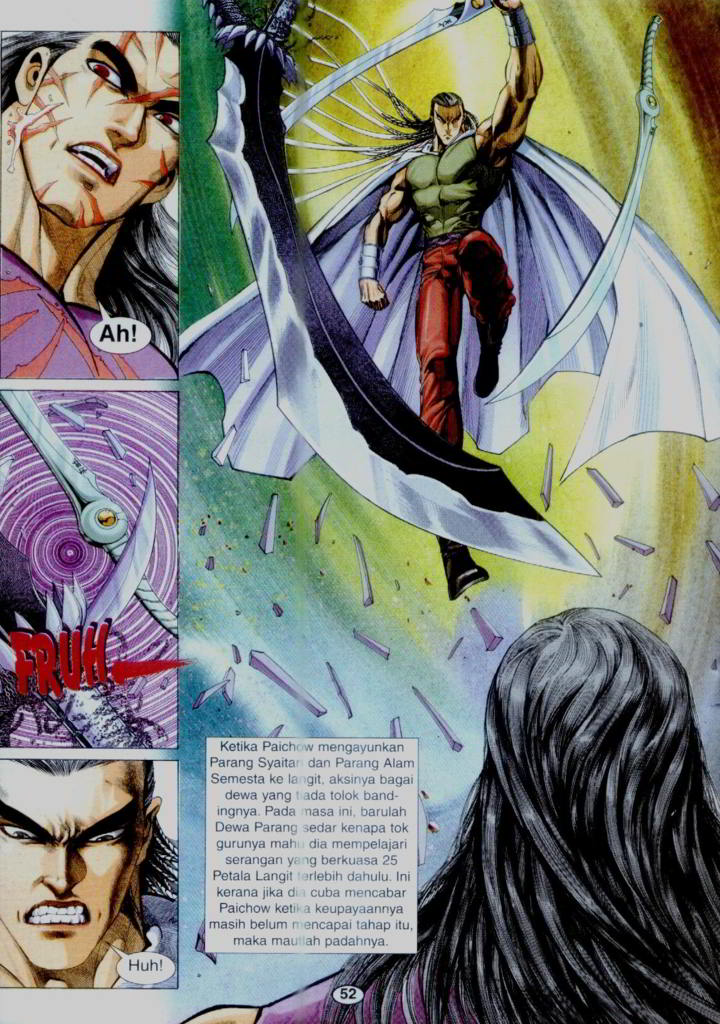 Ah!
FRUH
Ketika Paichow mengayunkan
Parang Syaitan dan Parang Alam
Semesta ke langit, aksinya bagai
dewa yang tiada tolok band-
ingnya. Pada masa ini, barulah
Dewa Parang sedar kenapa tok
gurunya mahu dia mempelajari
serangan yang berkuasa 25
Petala Langit terlebih dahulu. Ini
kerana jika dia cuba mencabar
Paichow ketika keupayaannya
masih belum mencapai tahap itu,
maka mautlah padahnya.
Huh!
52